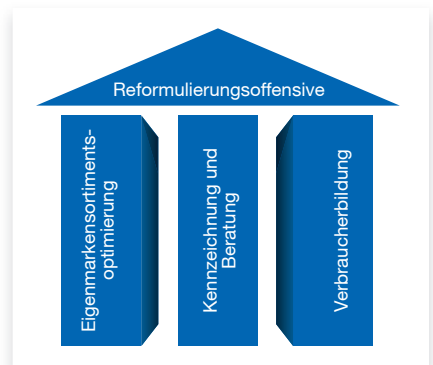 Reformulierungsoffensive
Eigenmarkensortiments-
optimierung
Kennzeichnung und
Beratung
Verbraucherbildung